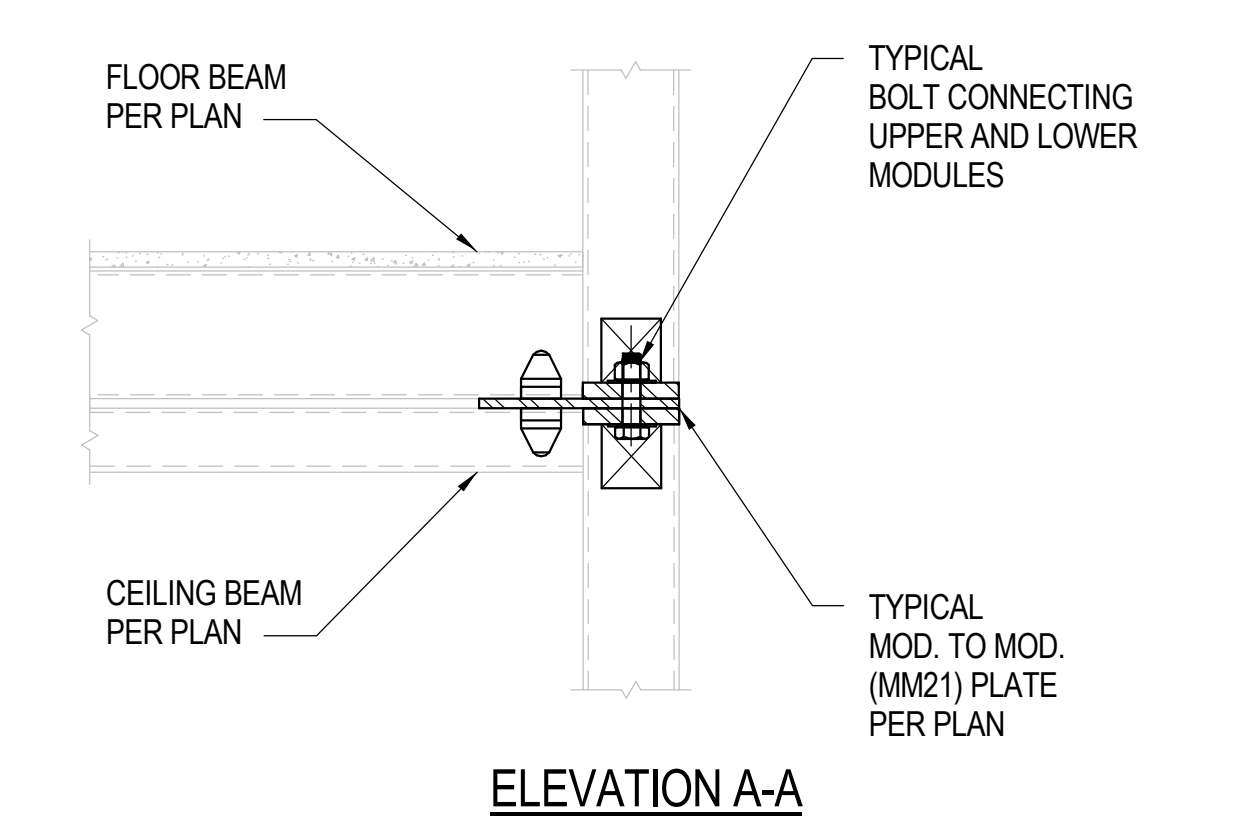 FLOOR BEAM
PER PLAN
TYPICAL
BOLT CONNECTING
UPPER AND LOWER
MODULES
CEILING BEAM
PER PLAN
TYPICAL
MOD. TO MOD.
(MM21) PLATE
PER PLAN
ELEVATION A-A